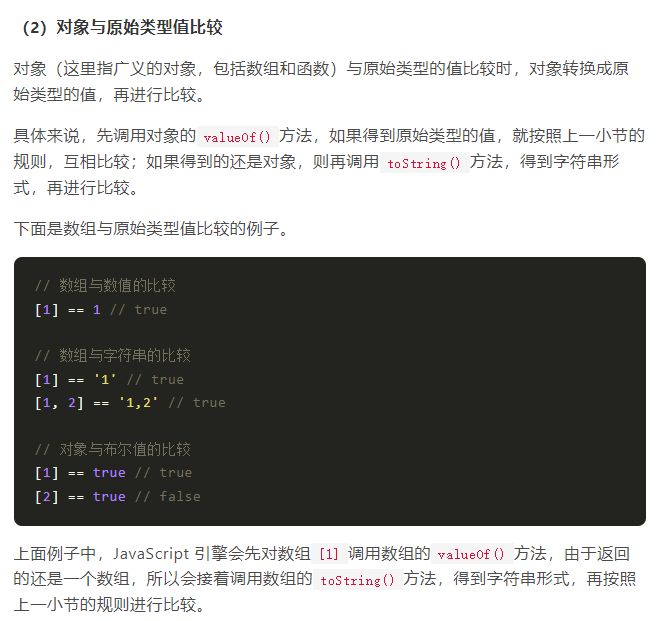 （2）对象与原始类型值比较
对象（这里指广义的对象，包括数组和函数）与原始类型的值比较时，对象转换成原
始类型的值，再进行比较。
具体来说，先调用对象的 valueOf() 方法，如果得到原始类型的值，就按照上一小节的
规则，互相比较；如果得到的还是对象，则再调用 toString() 方法，得到字符串形
式，再进行比较。
下面是数组与原始类型值比较的例子。
// 数组与数值的比较
[1] == 1 // true
// 数组与字符串的比较
[1] == '1' // true
[1, 2] == '1,2' // true
// 对象与布尔值的比较
[1] == true // true
[2] == true // false
上面例子中，JavaScript 引擎会先对数组 [1] 调用数组的 valueOf() 方法，由于返回
的还是一个数组，所以会接着调用数组的 toString() 方法，得到字符串形式，再按照
上一小节的规则进行比较。